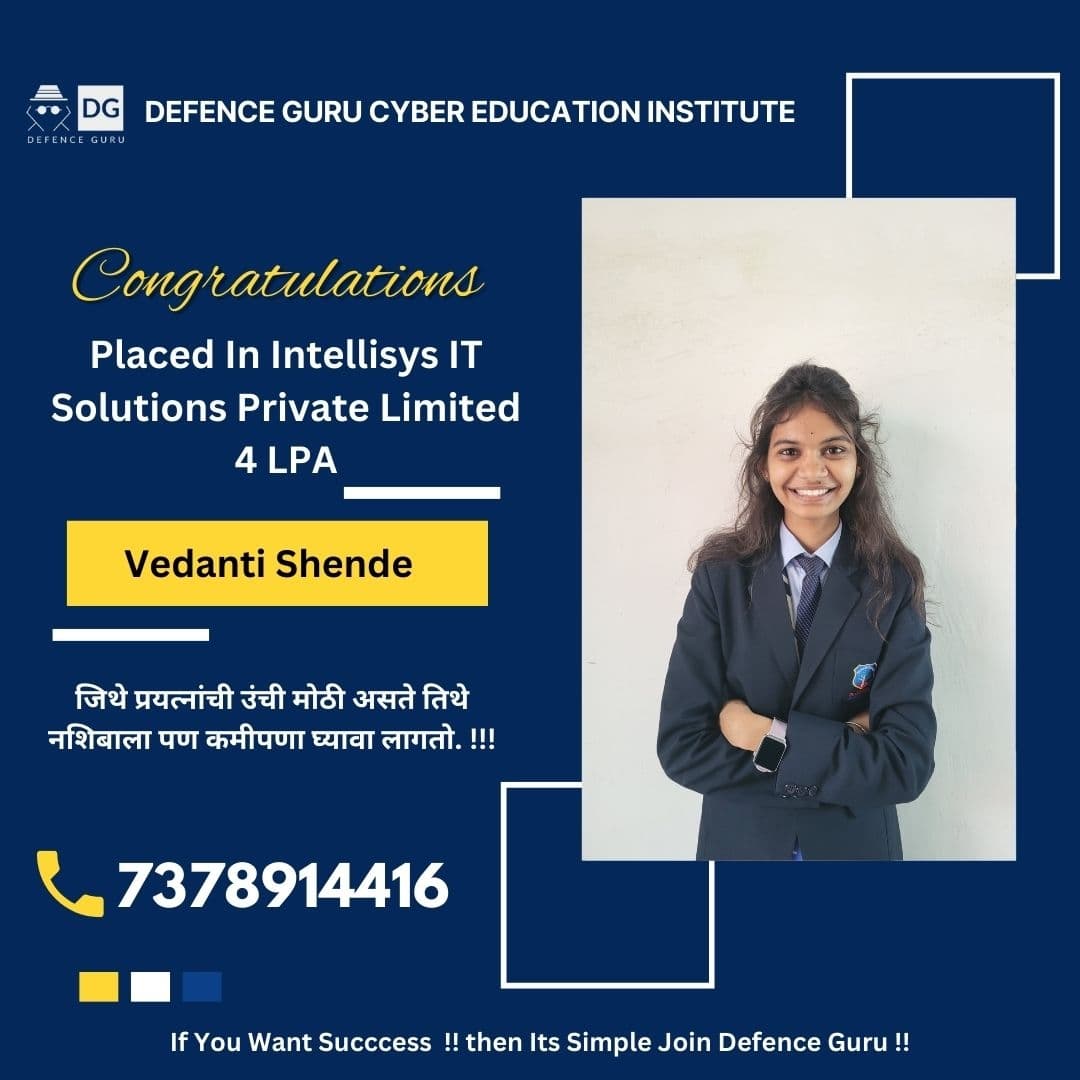 DG
DEFENCE GURU
DEFENCE GURU CYBER EDUCATION INSTITUTE
Congratulations
Placed In Intellisys IT
Solutions Private Limited
4 LPA
Vedanti Shende
जिथे प्रयत्नांची उंची मोठी असते तिथे
नशिबाला पण कमीपणा घ्यावा लागतो. !!!
7378914416
If You Want Succcess !! then Its Simple Join Defence Guru !!